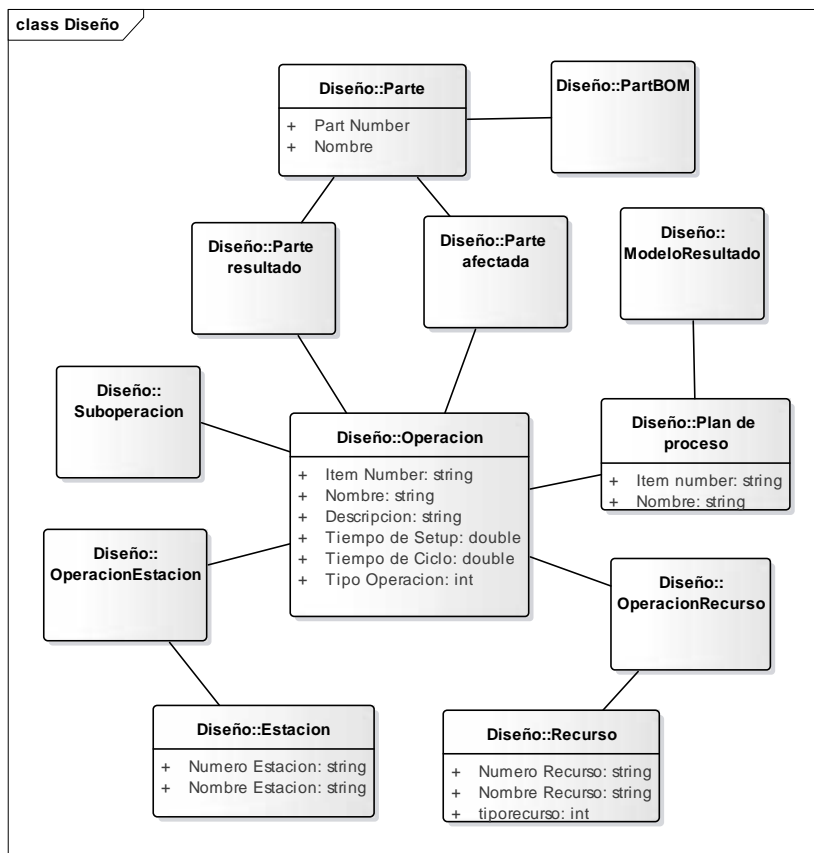 class Diseño
Diseño::Parte
+ Part Number
+ Nombre
Diseño::PartBOM
Diseño::Parte
resultado
Diseño::Parte
afectada
Diseño::
ModeloResultado
Diseño::
Suboperacion
Diseño::Operacion
+ Item Number: string
+ Nombre: string
+ Descripcion: string
+ Tiempo de Setup: double
+ Tiempo de Ciclo: double
+ Tipo Operacion: int
Diseño::Plan de
proceso
+ Item number: string
+ Nombre: string
Diseño::
OperacionEstacion
Diseño::
OperacionRecurso
Diseño::Estacion
+ Numero Estacion: string
+ Nombre Estacion: string
Diseño::Recurso
+ Numero Recurso: string
+ Nombre Recurso: string
+ tiporecurso: int